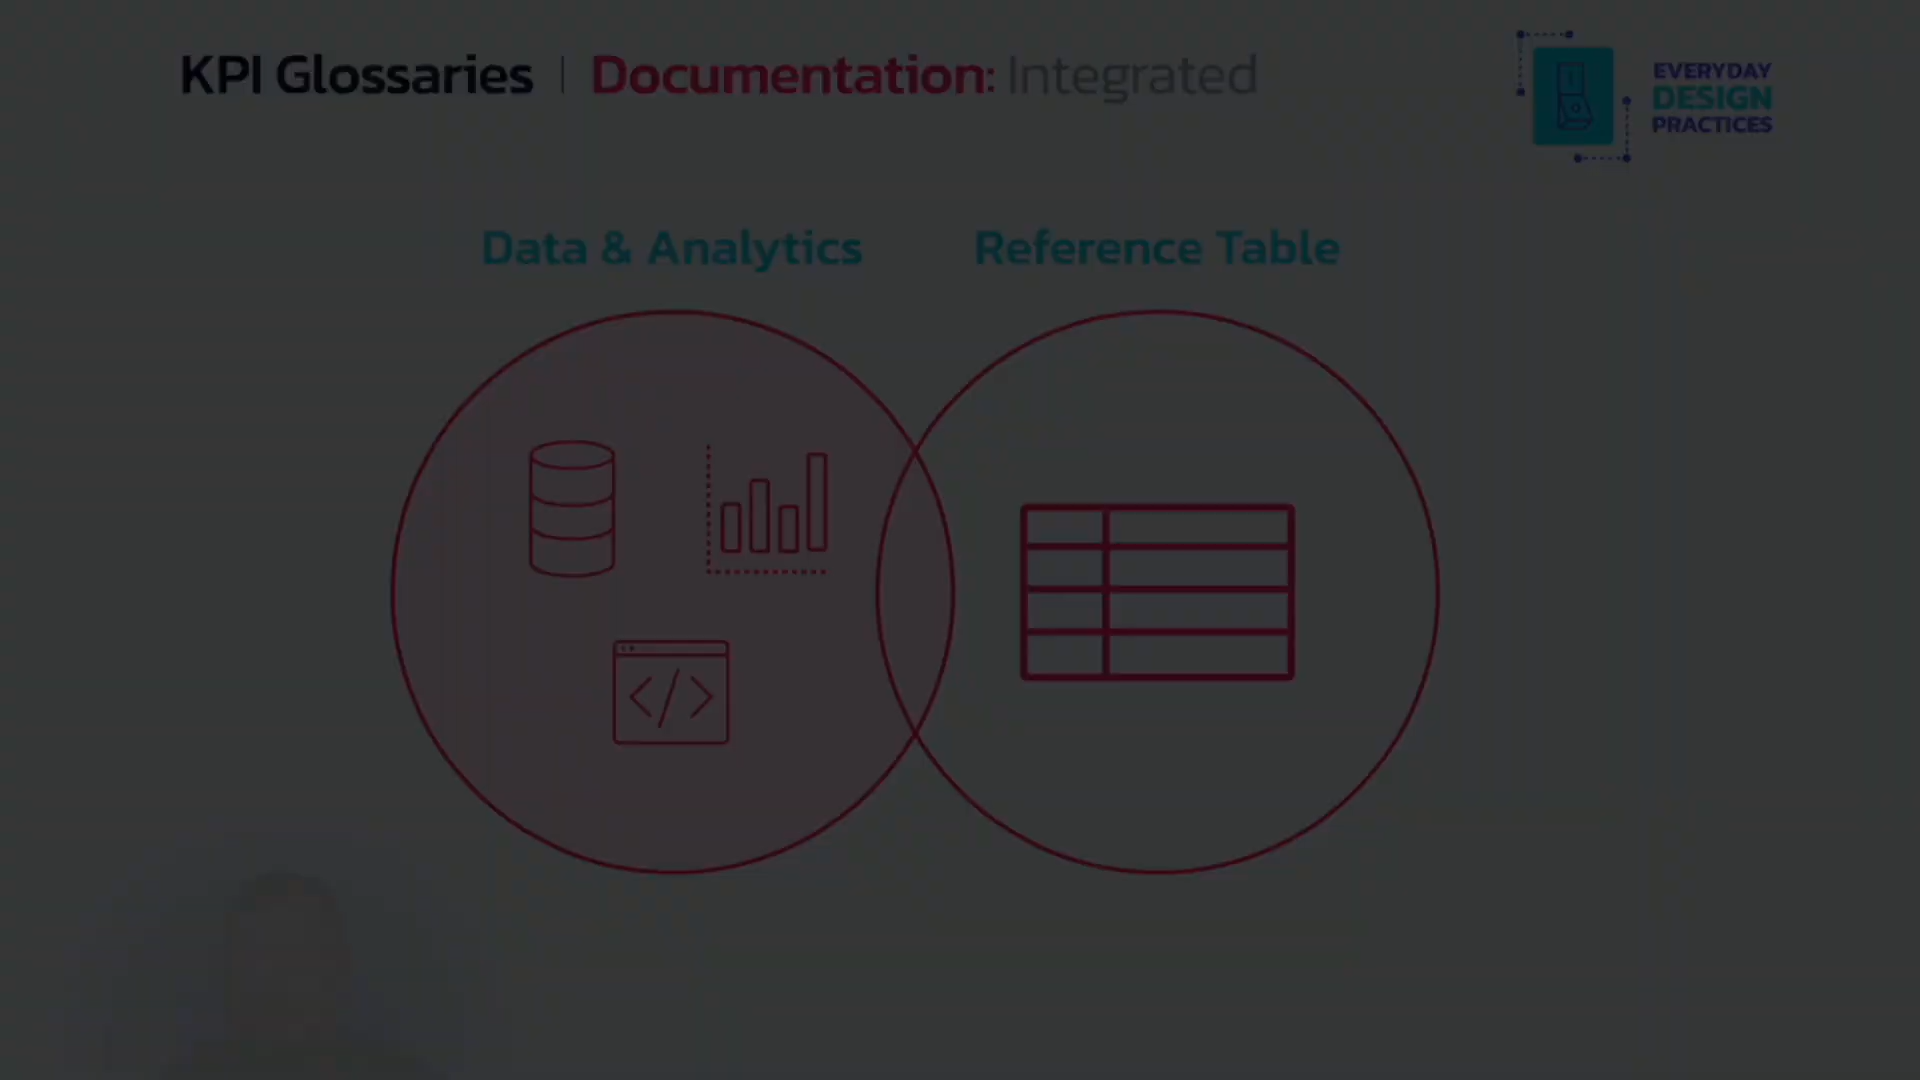 KPI Glossaries | Documentation: Integrated
EVERYDAY
DESIGN
PRACTICES
Data & Analytics
Reference Table